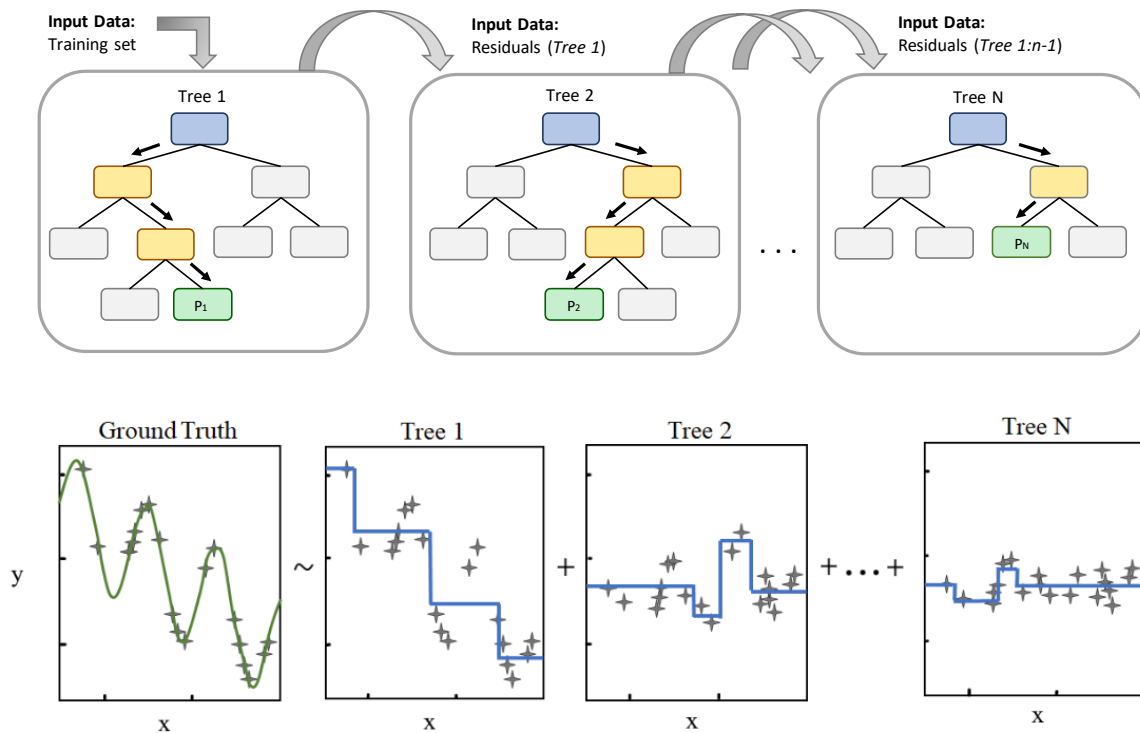 Input Data:
Training set
Input Data:
Residuals (Tree 1)
Input Data:
Residuals (Tree 1:n-1)
Tree 1
Tree 2
Tree N
P1
P2
. . .
PN
Ground Truth
Tree 1
Tree 2
Tree N
y
~
+
+...+
x
x
x
x